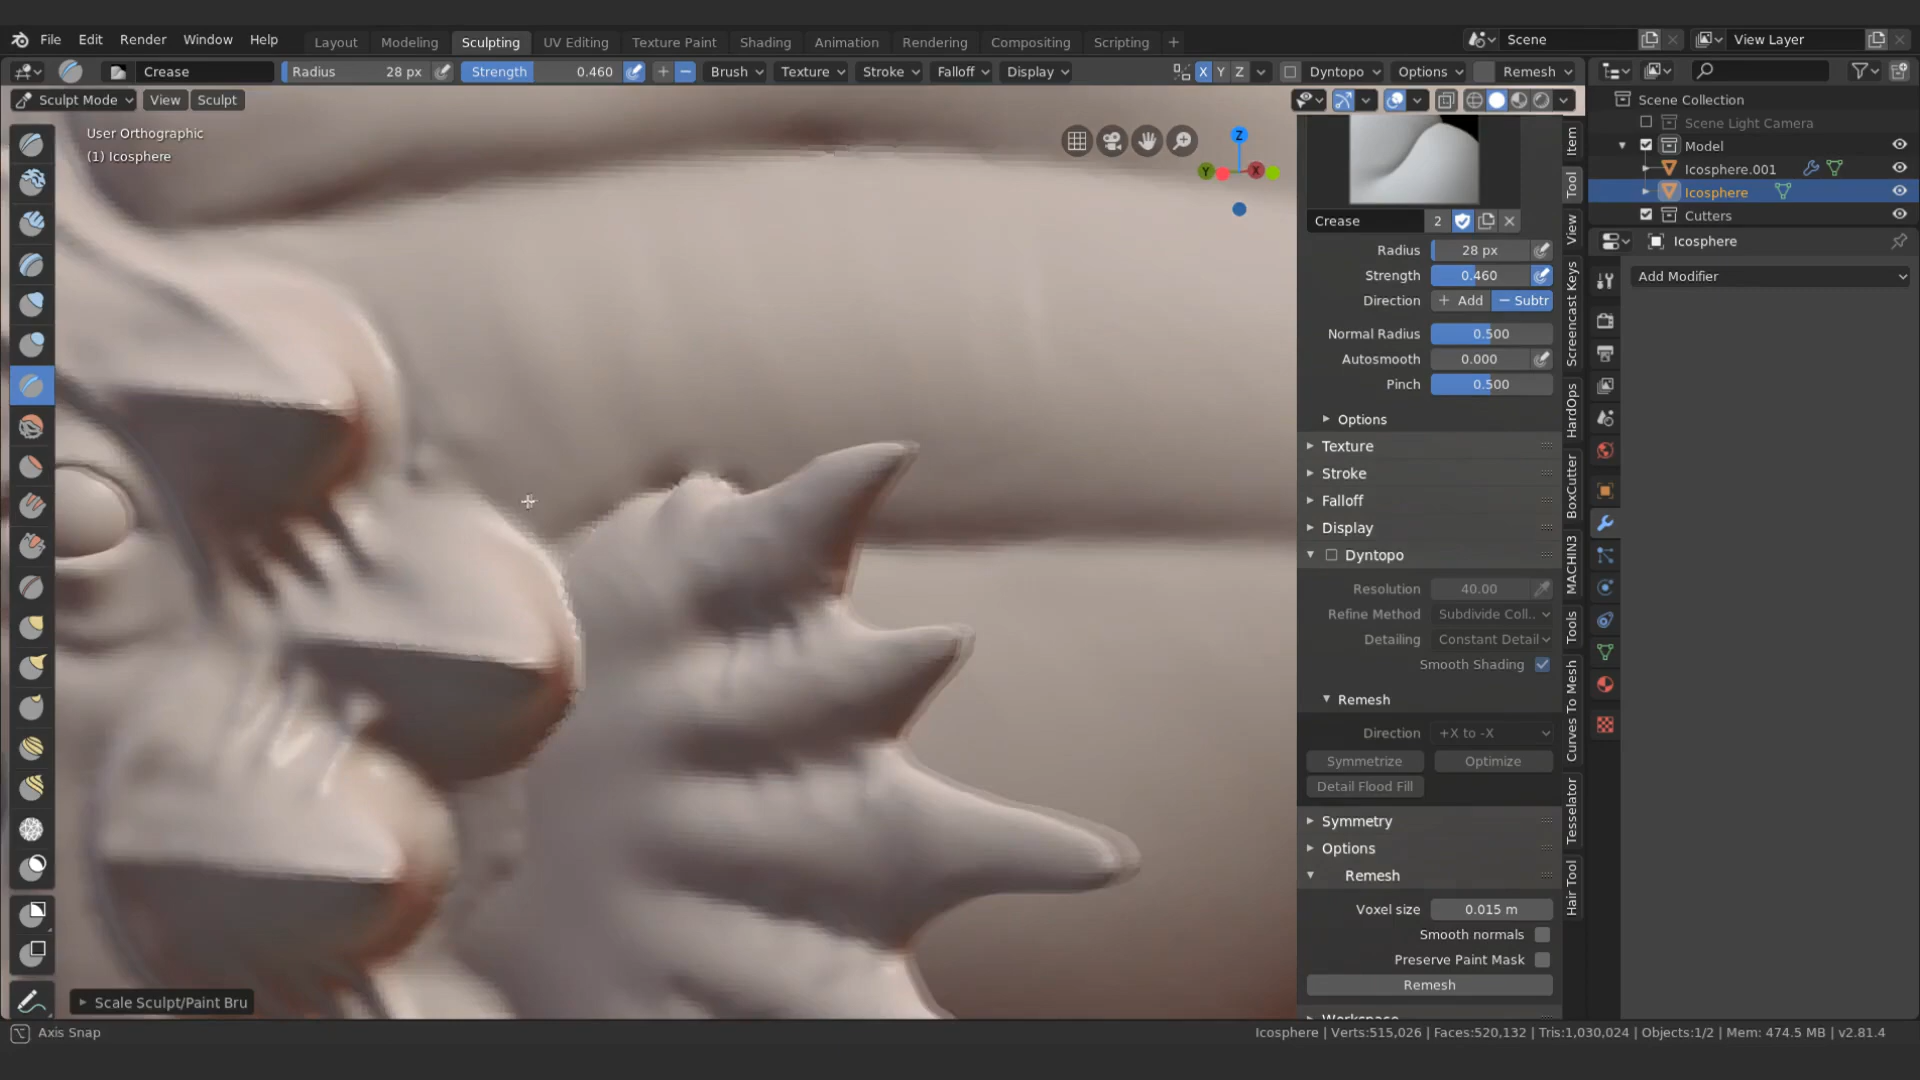 File Edit Render Window Help Layout Modeling Sculpting UV Editing Texture Paint Shading Animation Rendering Compositing Scripting + Scene View Layer
Crease Radius 28 px Strength 0.460 Brush Texture Stroke Falloff Display X Y Z Dyntopo Options Remesh
Sculpt Mode View Sculpt
User Orthographic
(1) Icosphere
Z
Y X
Crease 2
Radius 28 px
Strength 0.460
Direction + Add − Subtr
Normal Radius 0.500
Autosmooth 0.000
Pinch 0.500
Options
Texture
Stroke
Falloff
Display
Dyntopo
Resolution 40.00
Refine Method Subdivide Coll..
Detailing Constant Detail
Smooth Shading
Remesh
Direction +X to -X
Symmetrize Optimize
Detail Flood Fill
Symmetry
Options
Remesh
Voxel size 0.015 m
Smooth normals
Preserve Paint Mask
Remesh
Item
Tool
View
Screencast Keys
HardOps
BoxCutter
MACHIN3
Tools
Curves To Mesh
Tesselator
Hair Tool
Scene Collection
Scene Light Camera
Model
Icosphere.001
Icosphere
Cutters
Icosphere
Add Modifier
Scale Sculpt/Paint Bru
Axis Snap
Icosphere | Verts:515,026 | Faces:520,132 | Tris:1,030,024 | Objects:1/2 | Mem: 474.5 MB | v2.81.4